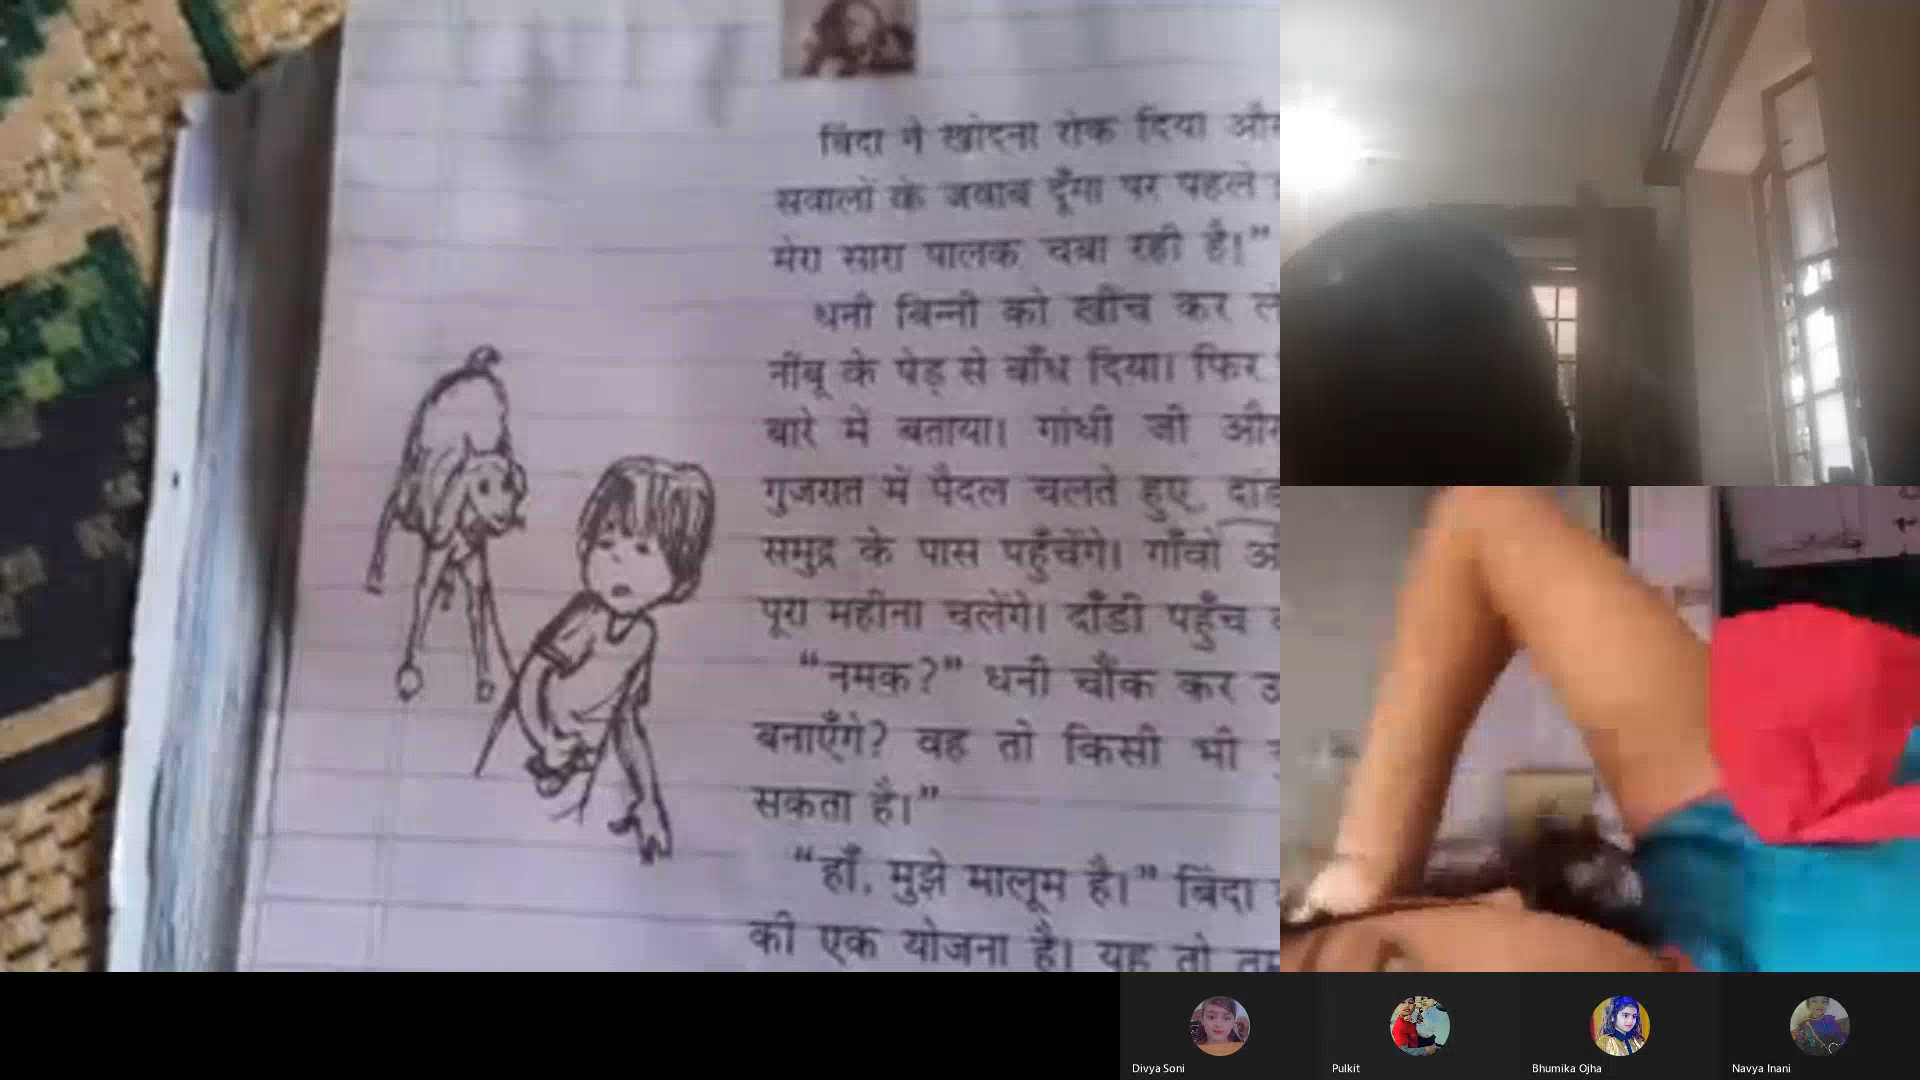 बिंदा ने खोदना रोक दिया और
सवालों के जवाब दूँगा पर पहले
मेरा सारा पालक चबा रही है।”
धनी बिन्नी को खींच कर ले
नींबू के पेड़ से बाँध दिया। फिर
बारे में बताया। गांधी जी और
गुजरात में पैदल चलते हुए, दांड
समुद्र के पास पहुँचेंगे। गाँवों
पूरा महीना चलेंगे। दाँडी पहुँच
“नमक?” धनी चौंक कर उ
बनाएँगे? वह तो किसी भी
सकता है।”
“हाँ, मुझे मालूम है।” बिंदा
की एक योजना है। यह तो तुम
Divya Soni
Pulkit
Bhumika Ojha
Navya Inani